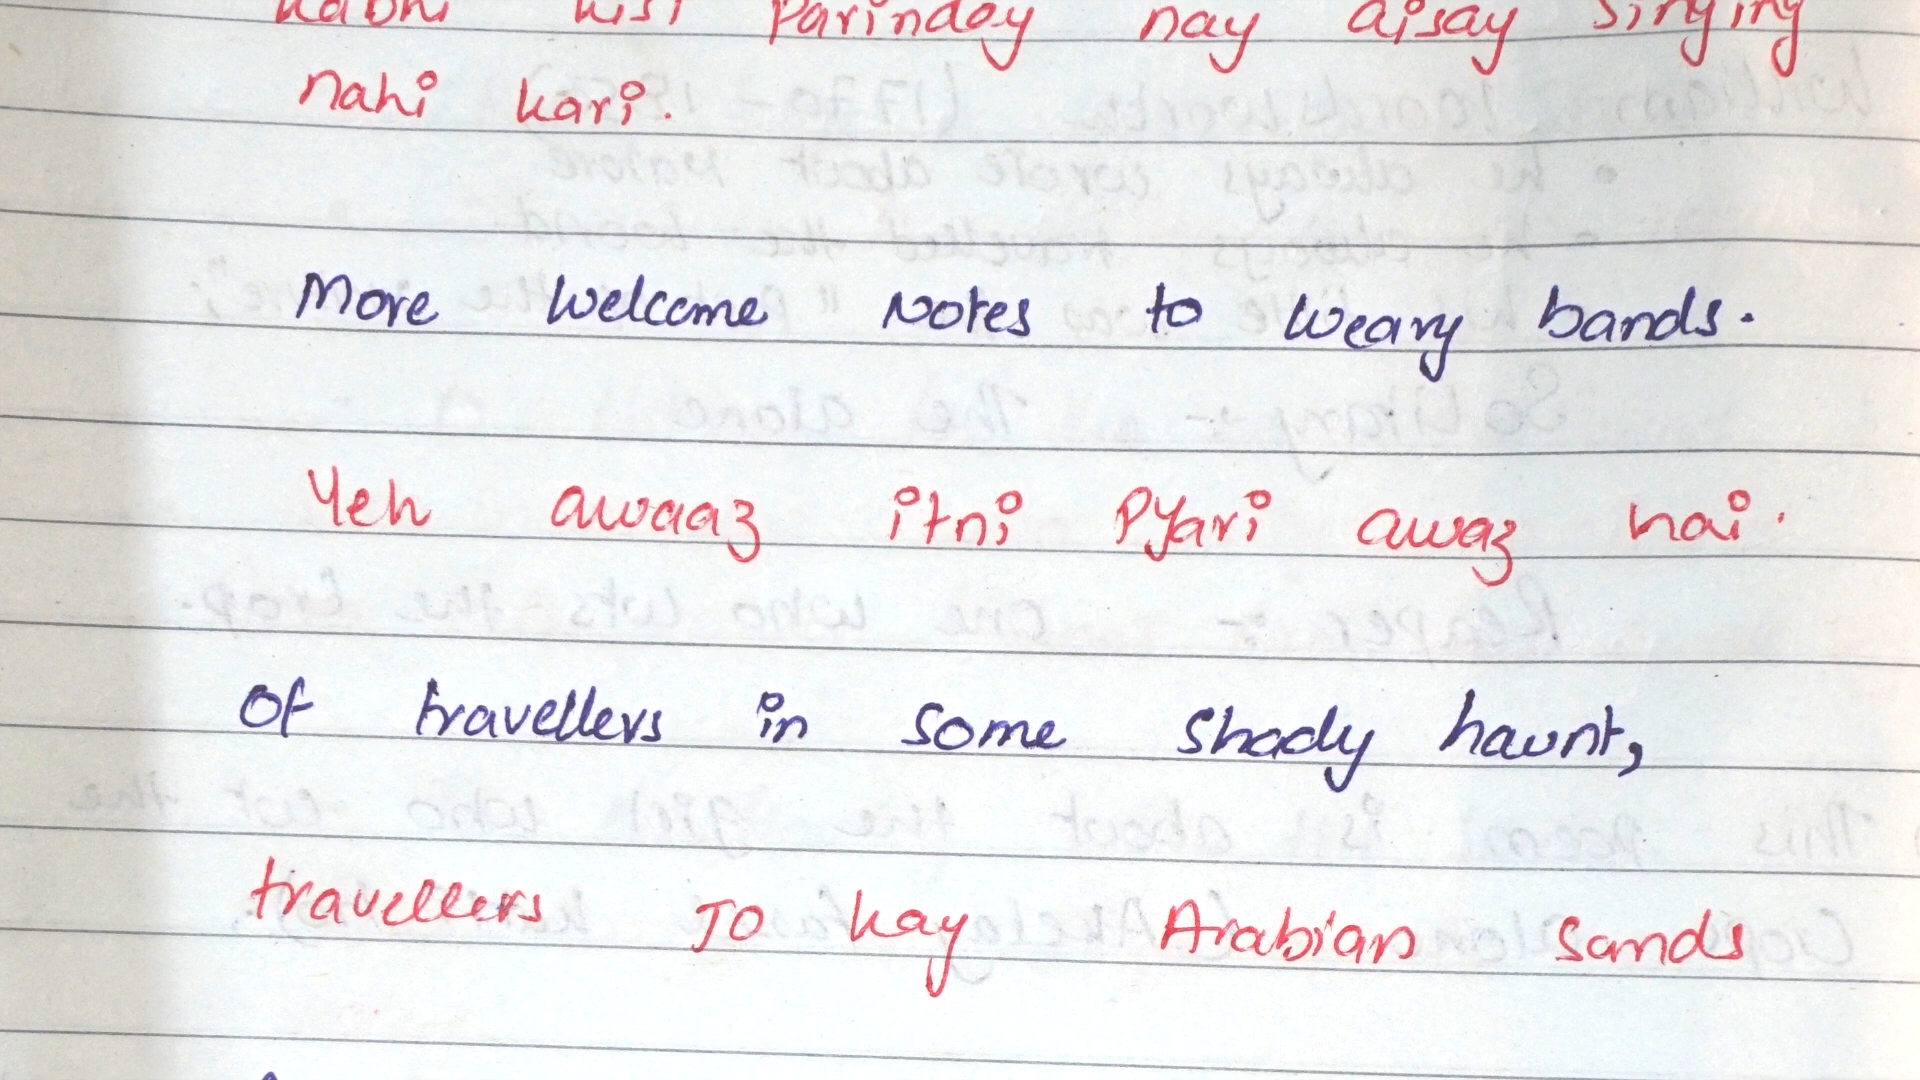 kabhi kisi Parinday nay aisay singing
nahi kari.
More welcome Notes to weary bands.
Yeh awaaz itni Pyari awaz hai.
Of travellers in some shady haunt,
travellers Jo kay Arabian Sands